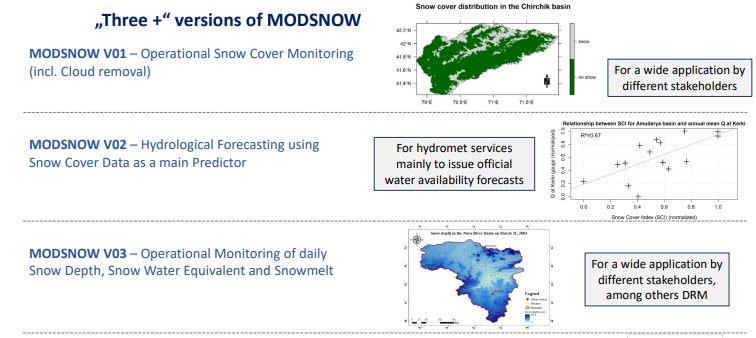 „Three +“ versions of MODSNOW
Snow cover distribution in the Chirchik basin
42.2°N
42°N
41.8°N
41.6°N
41.4°N
70°E
70.5°E
71°E
71.5°E
snow
no snow
MODSNOW V01 – Operational Snow Cover Monitoring
(incl. Cloud removal)
For a wide application by
different stakeholders
MODSNOW V02 – Hydrological Forecasting using
Snow Cover Data as a main Predictor
For hydromet services
mainly to issue official
water availability forecasts
Relationship between SCI for Amudarya basin and annual mean Q at Kerki
R²=0.67
Q at Kerki gauge (normalized)
0.0 0.2 0.4 0.6 0.8 1.0
0.0 0.2 0.4 0.6 0.8 1.0
Snow Cover Index (SCI) (normalized)
MODSNOW V03 – Operational Monitoring of daily
Snow Depth, Snow Water Equivalent and Snowmelt
Snow depth in the Nura River Basin on March 31, 2003
Legend
For a wide application by
different stakeholders,
among others DRM